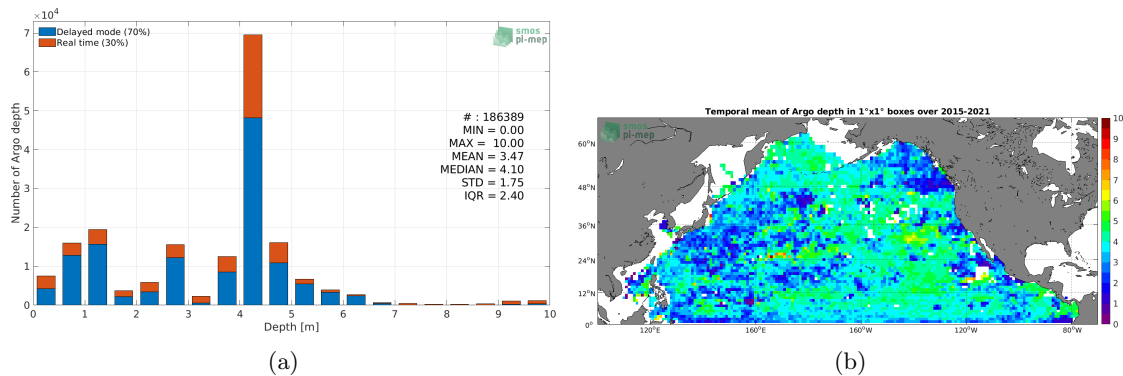 ×10⁴
Delayed mode (70%)
Real time (30%)
smos
pi-mep
7
6
5
4
3
2
1
0
Number of Argo depth
# : 186389
MIN = 0.00
MAX = 10.00
MEAN = 3.47
MEDIAN = 4.10
STD = 1.75
IQR = 2.40
0 1 2 3 4 5 6 7 8 9 10
Depth [m]
(a)
Temporal mean of Argo depth in 1°x1° boxes over 2015-2021
smos
pi-mep
60°N
48°N
36°N
24°N
12°N
0°
120°E 160°E 160°W 120°W 80°W
10
9
8
7
6
5
4
3
2
1
0
(b)